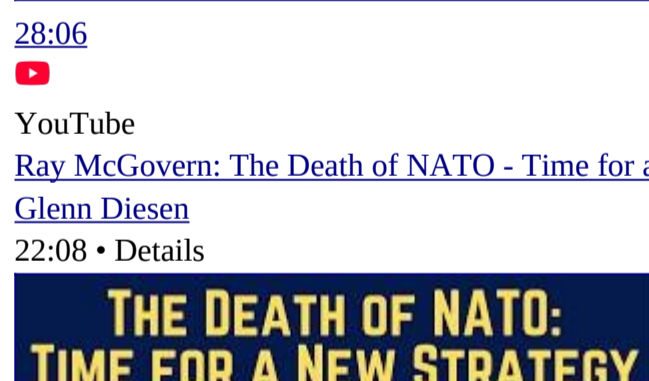 28:06
YouTube
Ray McGovern: The Death of NATO - Time for a
Glenn Diesen
22:08 • Details
THE DEATH OF NATO:
TIME FOR A NEW STRATEGY